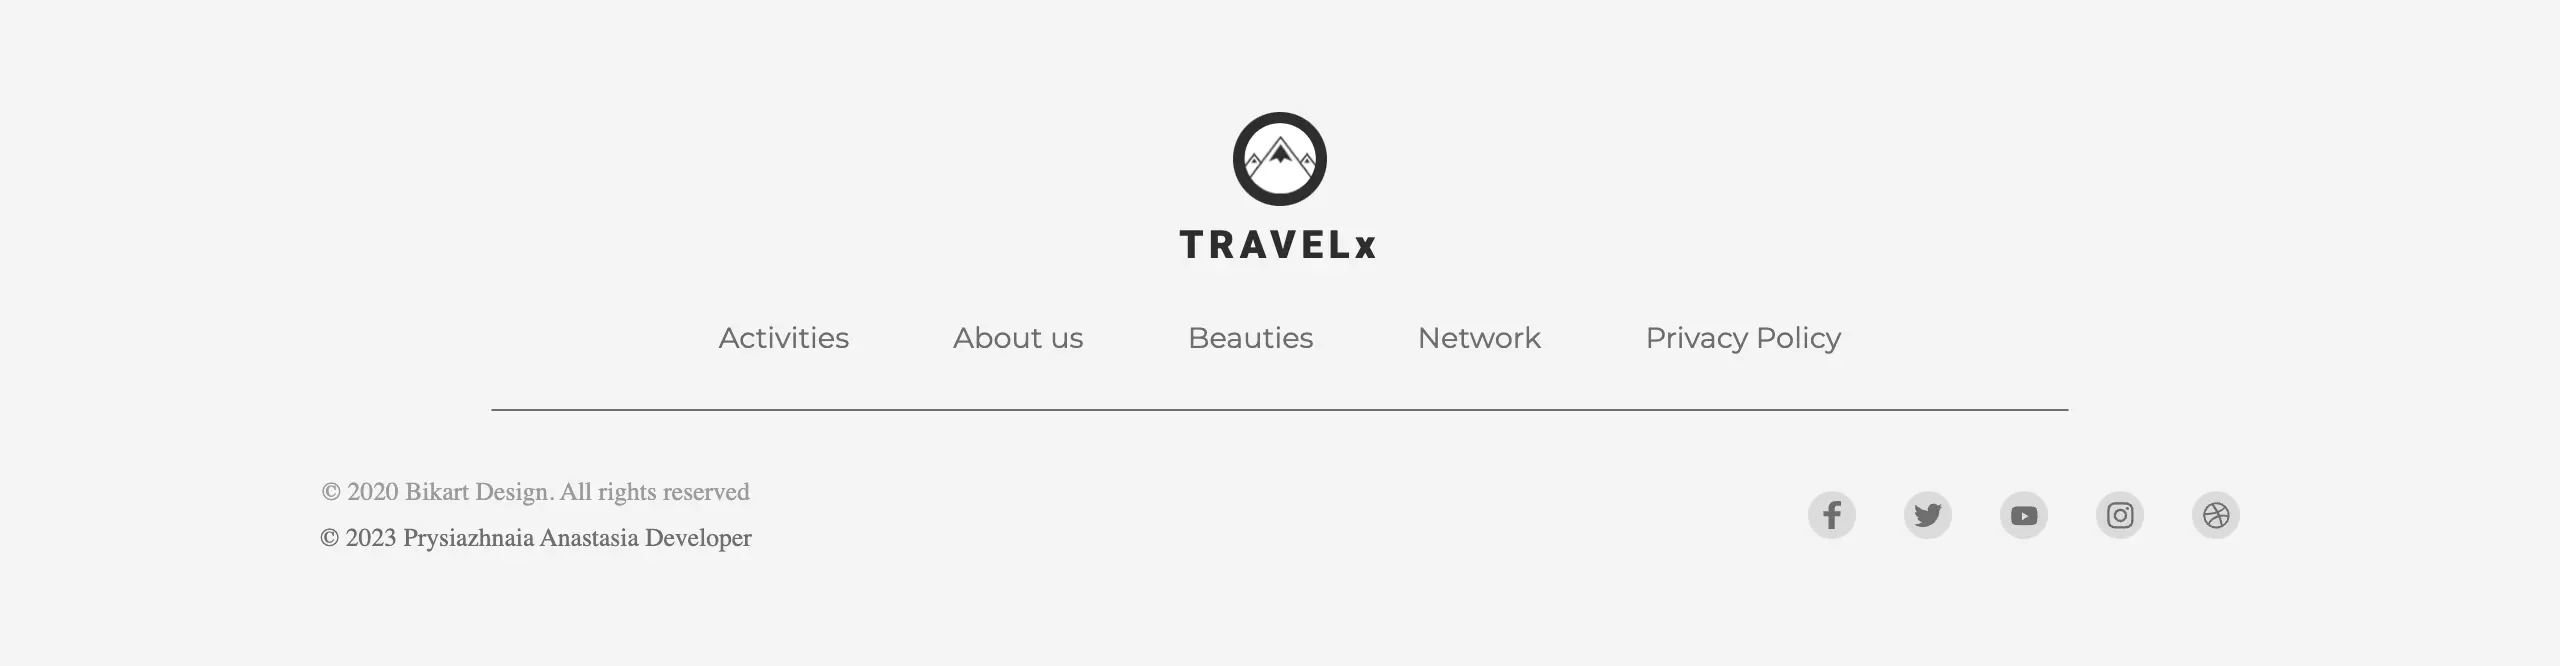 TRAVELx
Activities About us Beauties Network Privacy Policy
© 2020 Bikart Design. All rights reserved
© 2023 Prysiazhnaia Anastasia Developer